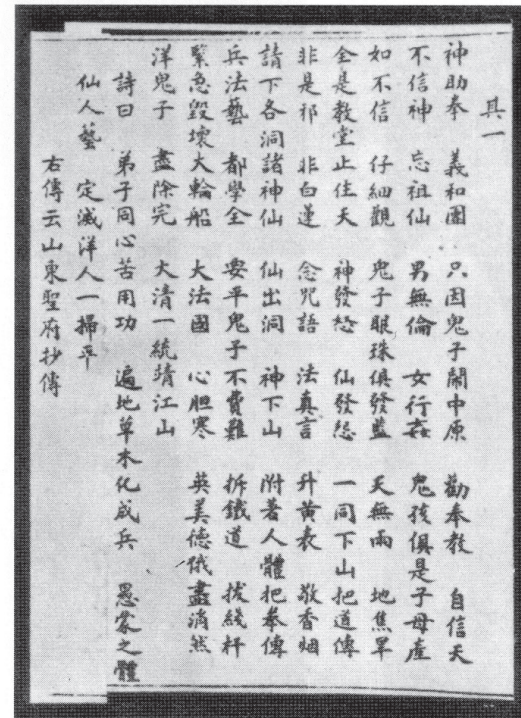 其一
神助拳 義和團 只因鬼子鬧中原 勸奉教 自信天
不信神 忘祖仙 男無倫 女行姦 鬼孩俱是子母產
如不信 仔細觀 鬼子眼珠俱發藍 天無雨 地焦旱
全是教堂止住天 神發怒 仙發怨 一同下山把道傳
非是邪 非白蓮 念咒語 法真言 升黃表 敬香烟
請下各洞諸神仙 仙出洞 神下山 附著人體把拳傳
兵法藝 都學全 要平鬼子不費難 拆鐵道 拔綫杆
緊急毀壞大輪船 大法國 心胆寒 英美德俄盡消然
洋鬼子 盡除完 大清一統靖江山
詩曰 弟子同心苦用功 遍地草木化成兵 愚蒙之體
仙人藝 定滅洋人一掃平
右傳云山東聖府抄傳